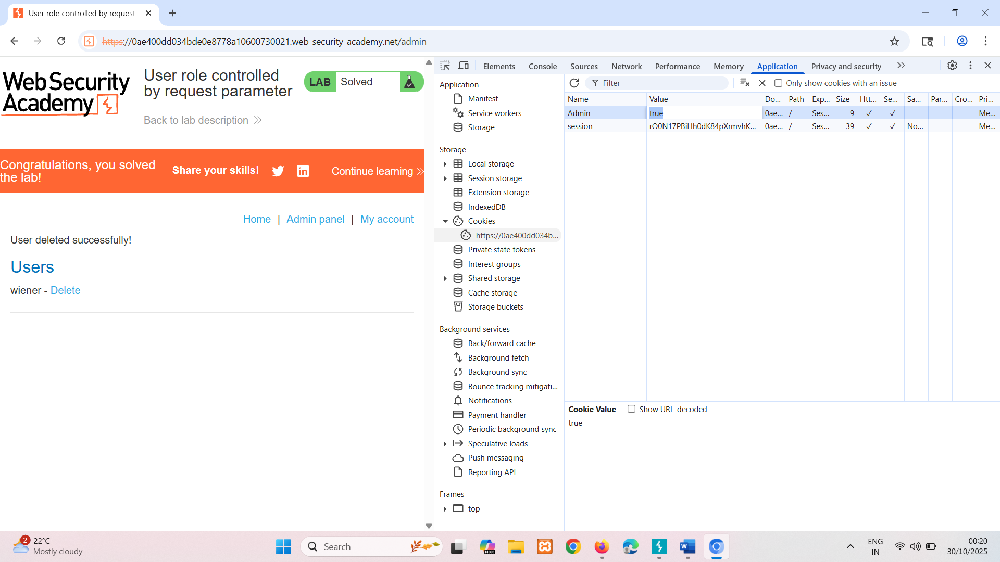 User role controlled by request
https://0ae400dd034bde0e8778a10600730021.web-security-academy.net/admin
Web Security
Academy
User role controlled
by request parameter
LAB Solved
Back to lab description
Congratulations, you solved
the lab!
Share your skills!
Continue learning
Home | Admin panel | My account
User deleted successfully!
Users
wiener - Delete
Elements Console Sources Network Performance Memory Application Privacy and security
Application
Manifest
Service workers
Storage
Storage
Local storage
Session storage
Extension storage
IndexedDB
Cookies
https://0ae400dd034b...
Private state tokens
Interest groups
Shared storage
Cache storage
Storage buckets
Background services
Back/forward cache
Background fetch
Background sync
Bounce tracking mitigati...
Notifications
Payment handler
Periodic background sync
Speculative loads
Push messaging
Reporting API
Frames
top
Filter
Only show cookies with an issue
Name Value Do... Path Exp... Size Htt... Se... Sa... Par... Cro... Pri...
Admin true 0ae... / Ses... 9 ✓ ✓ Me...
session rO0N17PBiHh0dK84pXrmvhK... 0ae... / Ses... 39 ✓ ✓ No... Me...
Cookie Value Show URL-decoded
true
2
22°C
Mostly cloudy
Search
M365
ENG
IN
00:20
30/10/2025